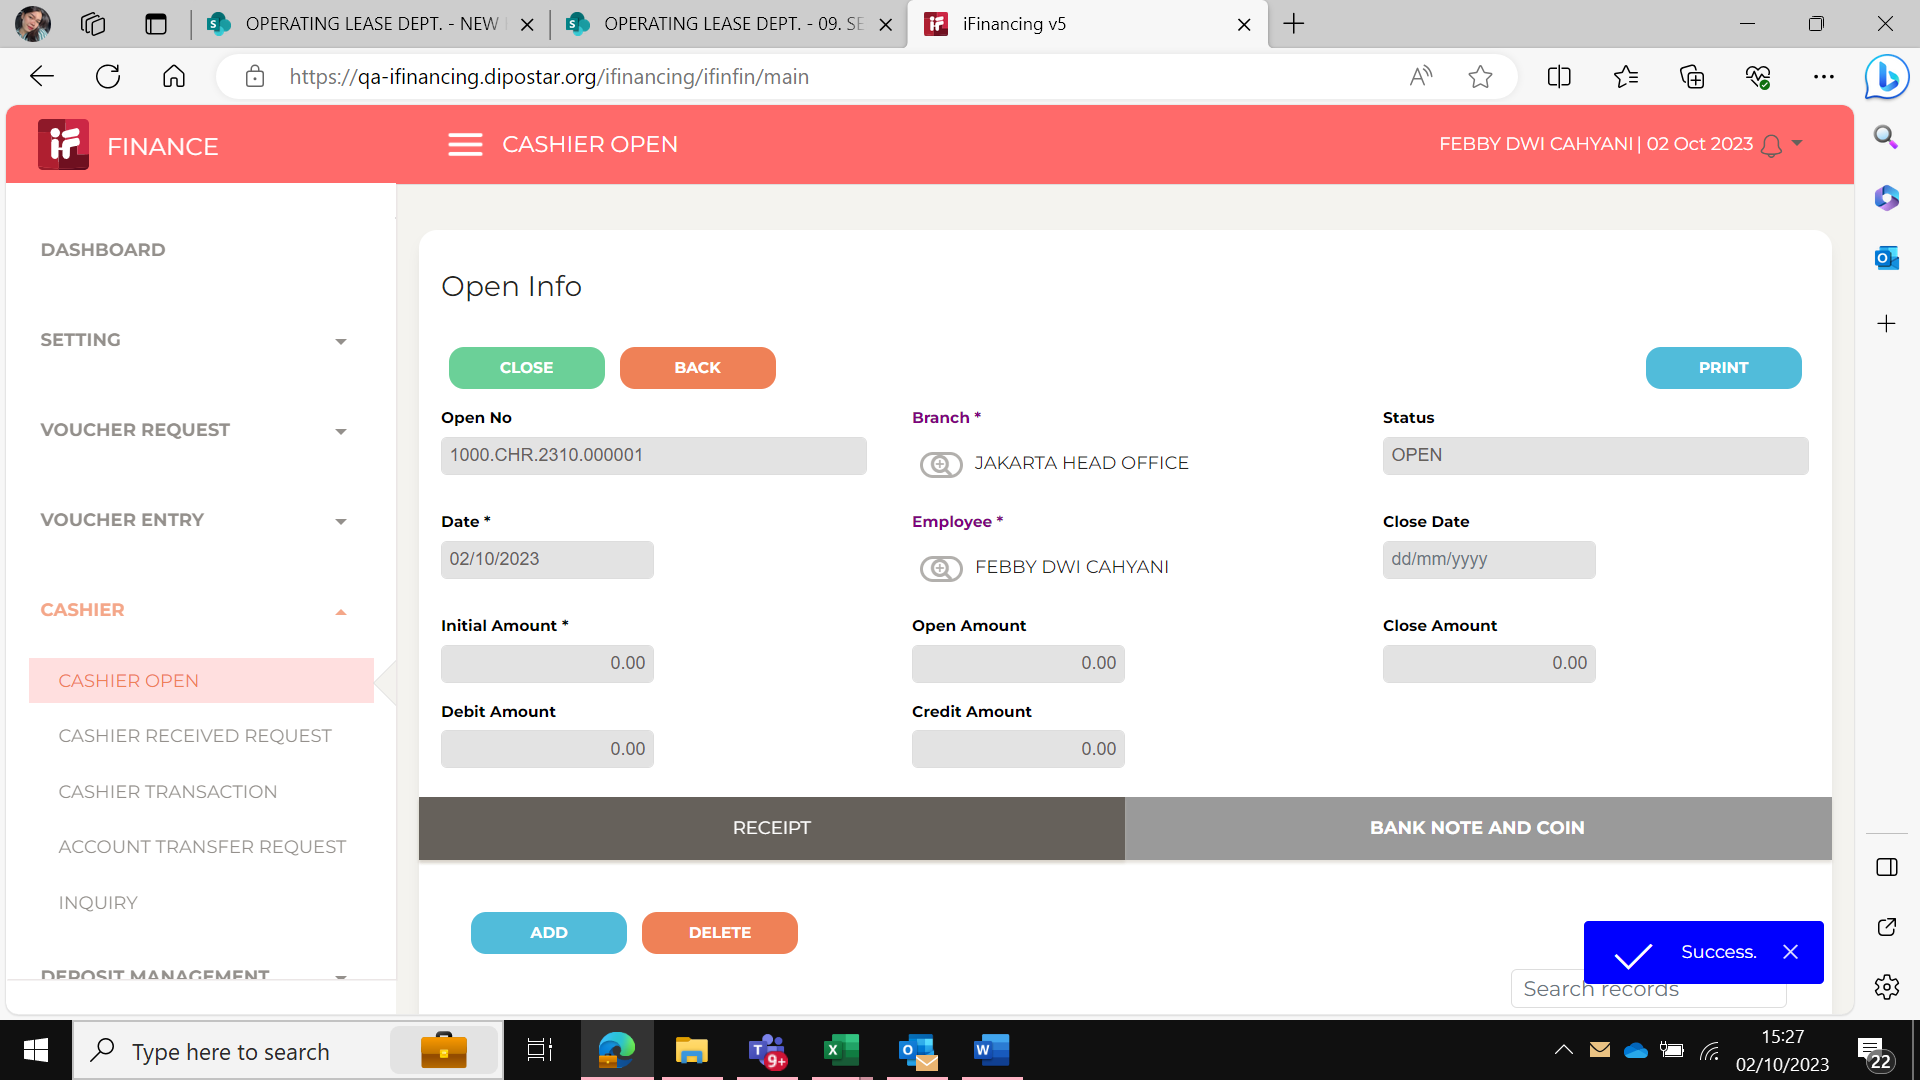 OPERATING LEASE DEPT. - NEW
OPERATING LEASE DEPT. - 09. SE
iFinancing v5
https://qa-ifinancing.dipostar.org/ifinancing/ifinfin/main
iF FINANCE
CASHIER OPEN
FEBBY DWI CAHYANI | 02 Oct 2023
DASHBOARD
SETTING
VOUCHER REQUEST
VOUCHER ENTRY
CASHIER
CASHIER OPEN
CASHIER RECEIVED REQUEST
CASHIER TRANSACTION
ACCOUNT TRANSFER REQUEST
INQUIRY
DEPOSIT MANAGEMENT
Open Info
CLOSE
BACK
PRINT
Open No
Branch *
Status
1000.CHR.2310.000001
JAKARTA HEAD OFFICE
OPEN
Date *
Employee *
Close Date
02/10/2023
FEBBY DWI CAHYANI
dd/mm/yyyy
Initial Amount *
Open Amount
Close Amount
0.00
0.00
0.00
Debit Amount
Credit Amount
0.00
0.00
RECEIPT
BANK NOTE AND COIN
ADD
DELETE
Success.
Search records
Type here to search
9+
15:27
02/10/2023
22